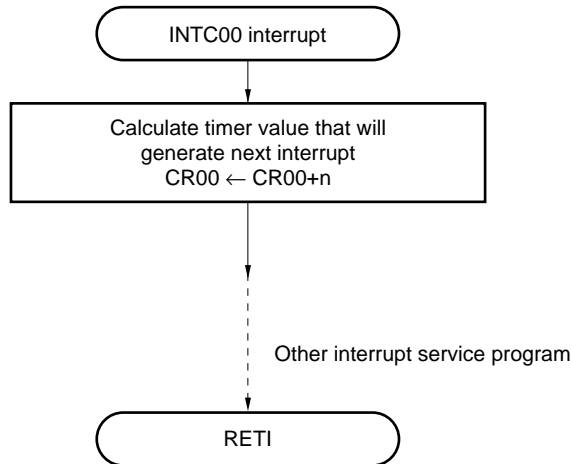 INTC00 interrupt
Calculate timer value that will
generate next interrupt
CR00 ← CR00+n
Other interrupt service program
RETI